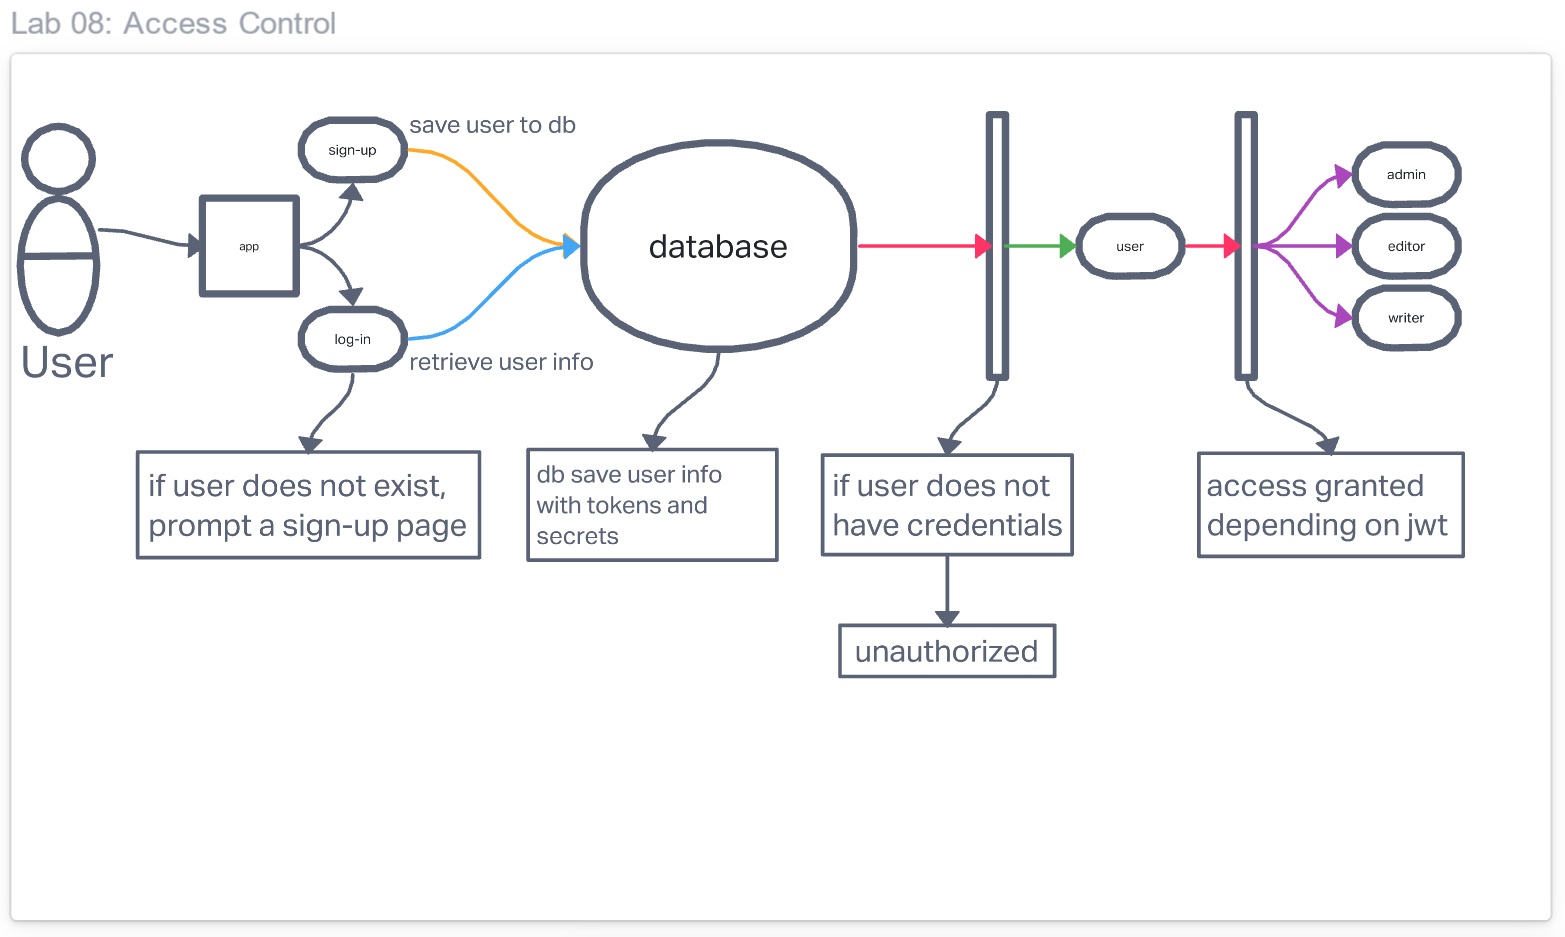 Lab 08: Access Control
save user to db
sign-up
app
log-in
retrieve user info
User
database
user
admin
editor
writer
if user does not exist,
prompt a sign-up page
db save user info
with tokens and
secrets
if user does not
have credentials
access granted
depending on jwt
unauthorized